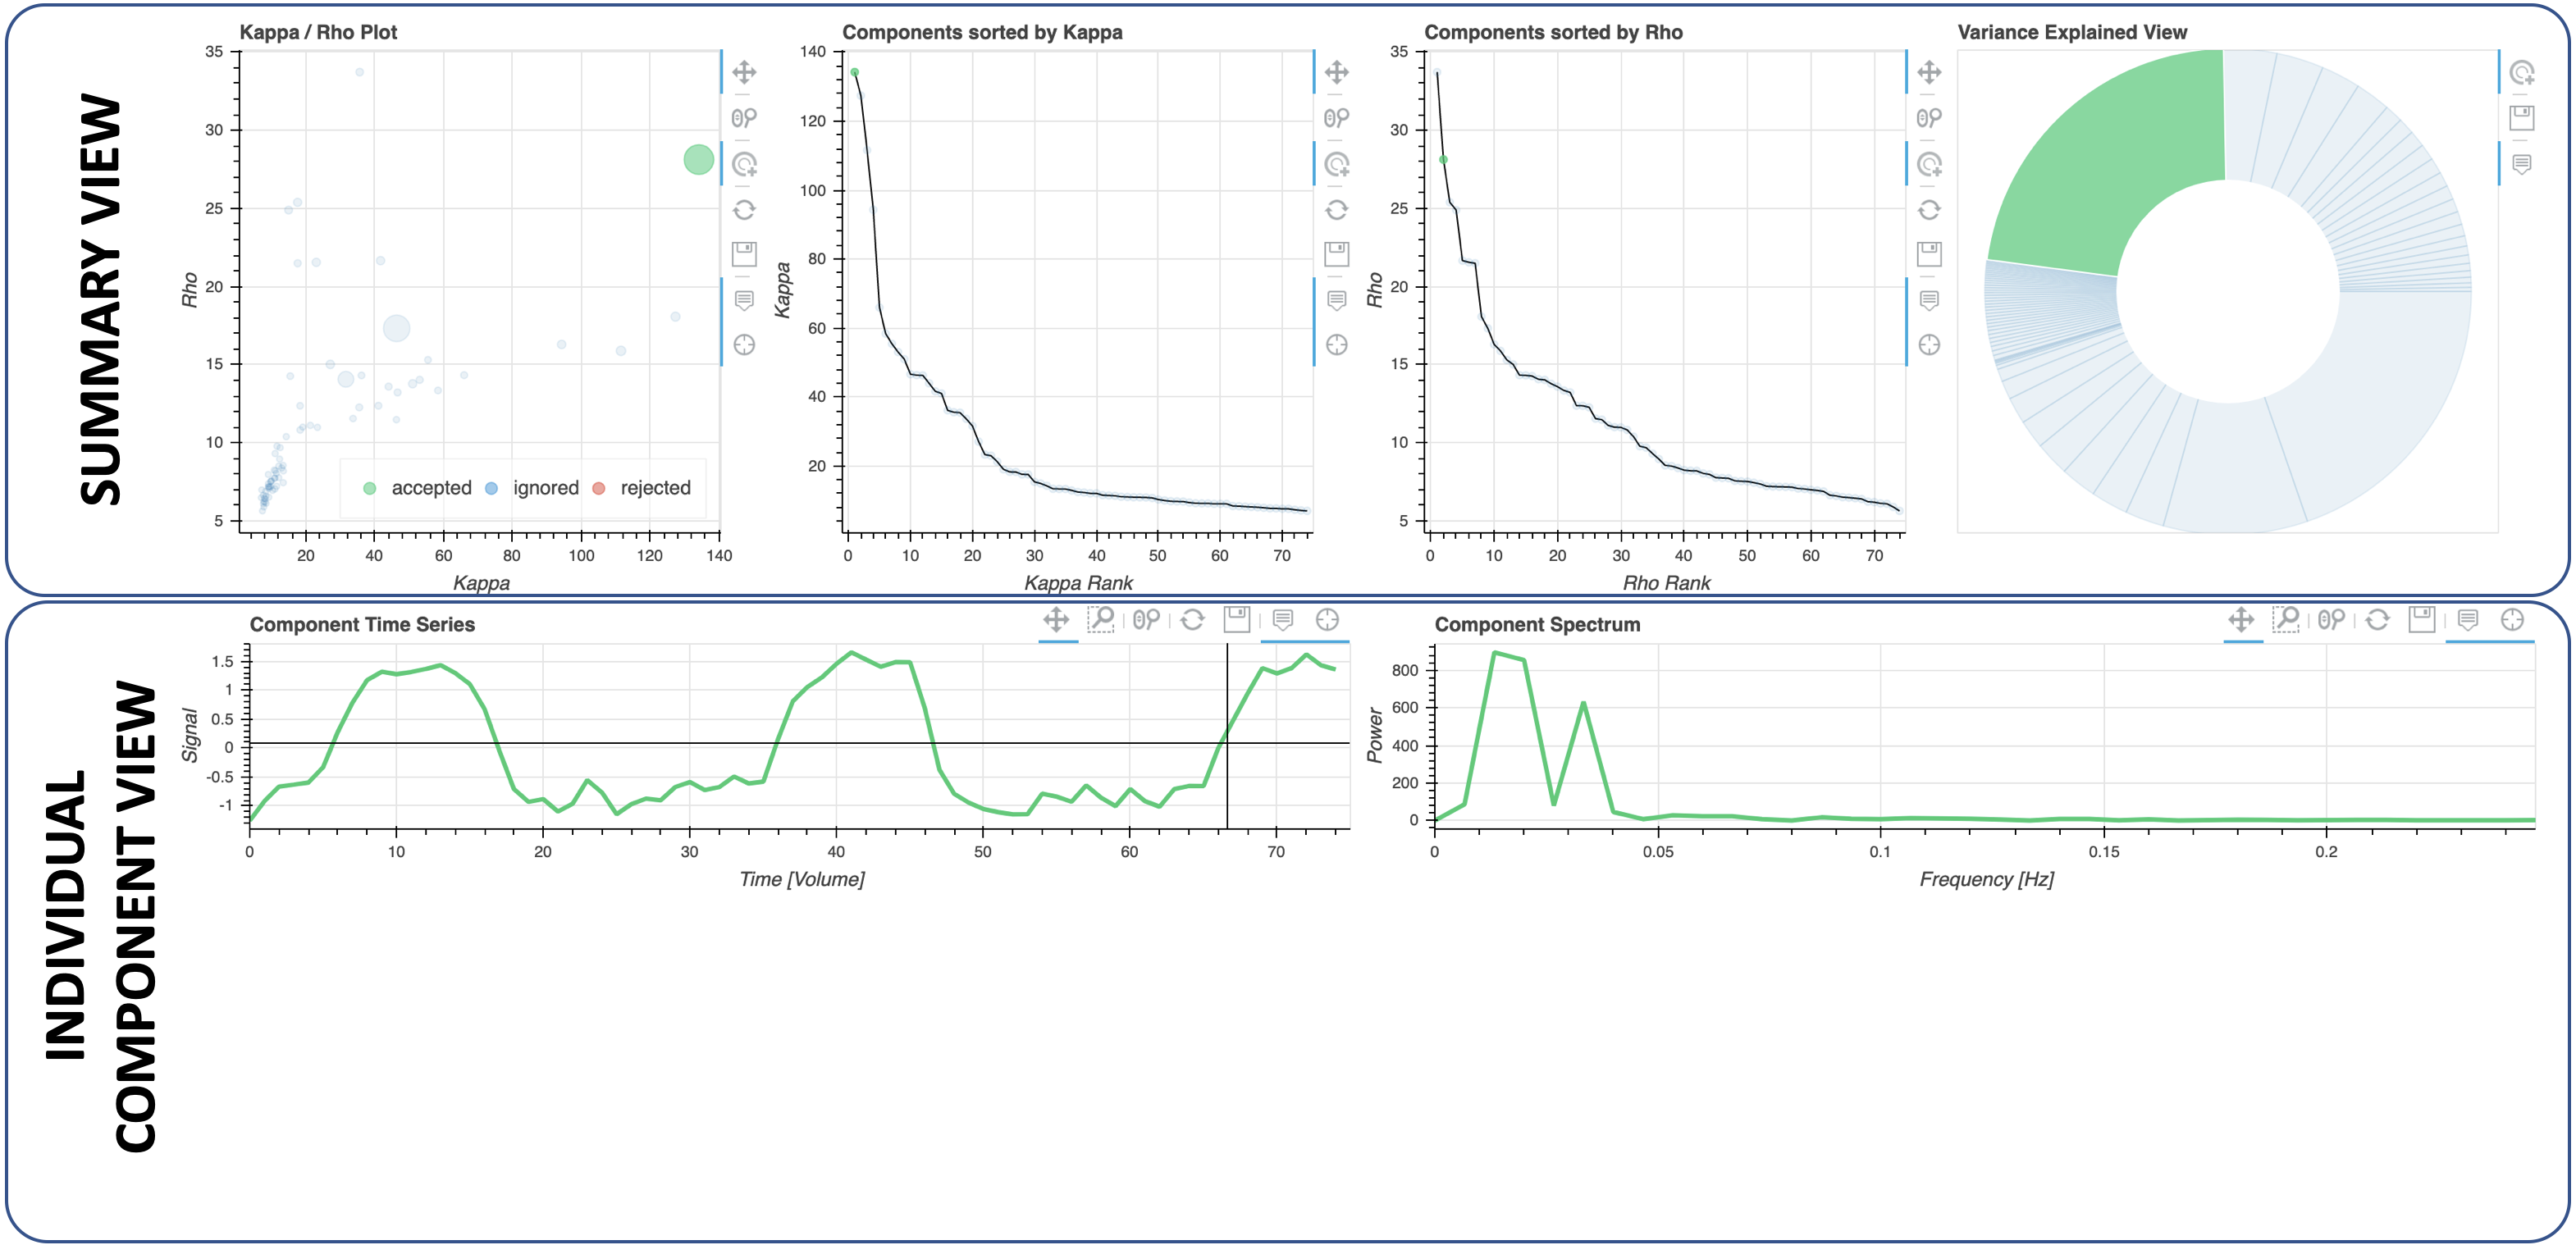 SUMMARY VIEW
Kappa / Rho Plot
35
30
25
20
15
10
5
Rho
accepted ignored rejected
20 40 60 80 100 120 140
Kappa
Components sorted by Kappa
140
120
100
80
60
40
20
Kappa
0 10 20 30 40 50 60 70
Kappa Rank
Components sorted by Rho
35
30
25
20
15
10
5
Rho
0 10 20 30 40 50 60 70
Rho Rank
Variance Explained View
INDIVIDUAL
COMPONENT VIEW
Component Time Series
1.5
1
0.5
0
-0.5
-1
Signal
0 10 20 30 40 50 60 70
Time [Volume]
Component Spectrum
800
600
400
200
0
Power
0 0.05 0.1 0.15 0.2
Frequency [Hz]